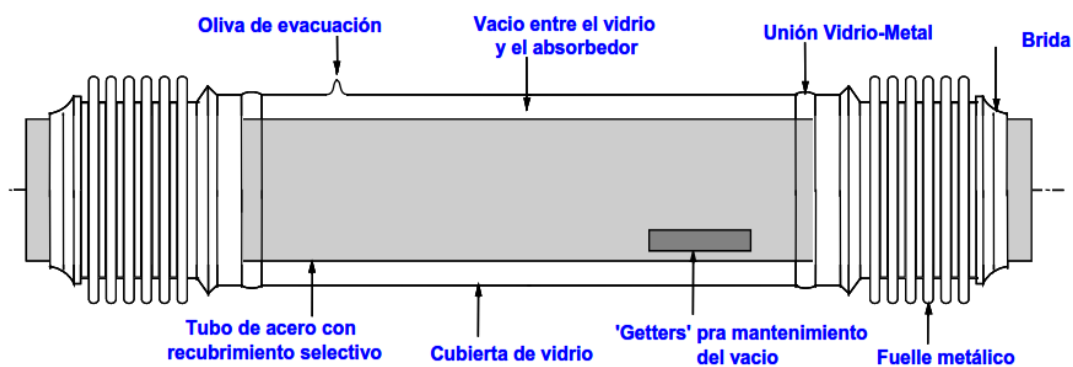 Oliva de evacuación
Vacio entre el vidrio
y el absorbedor
Unión Vidrio-Metal
Brida
Tubo de acero con
recubrimiento selectivo
Cubierta de vidrio
'Getters' pra mantenimiento
del vacio
Fuelle metálico